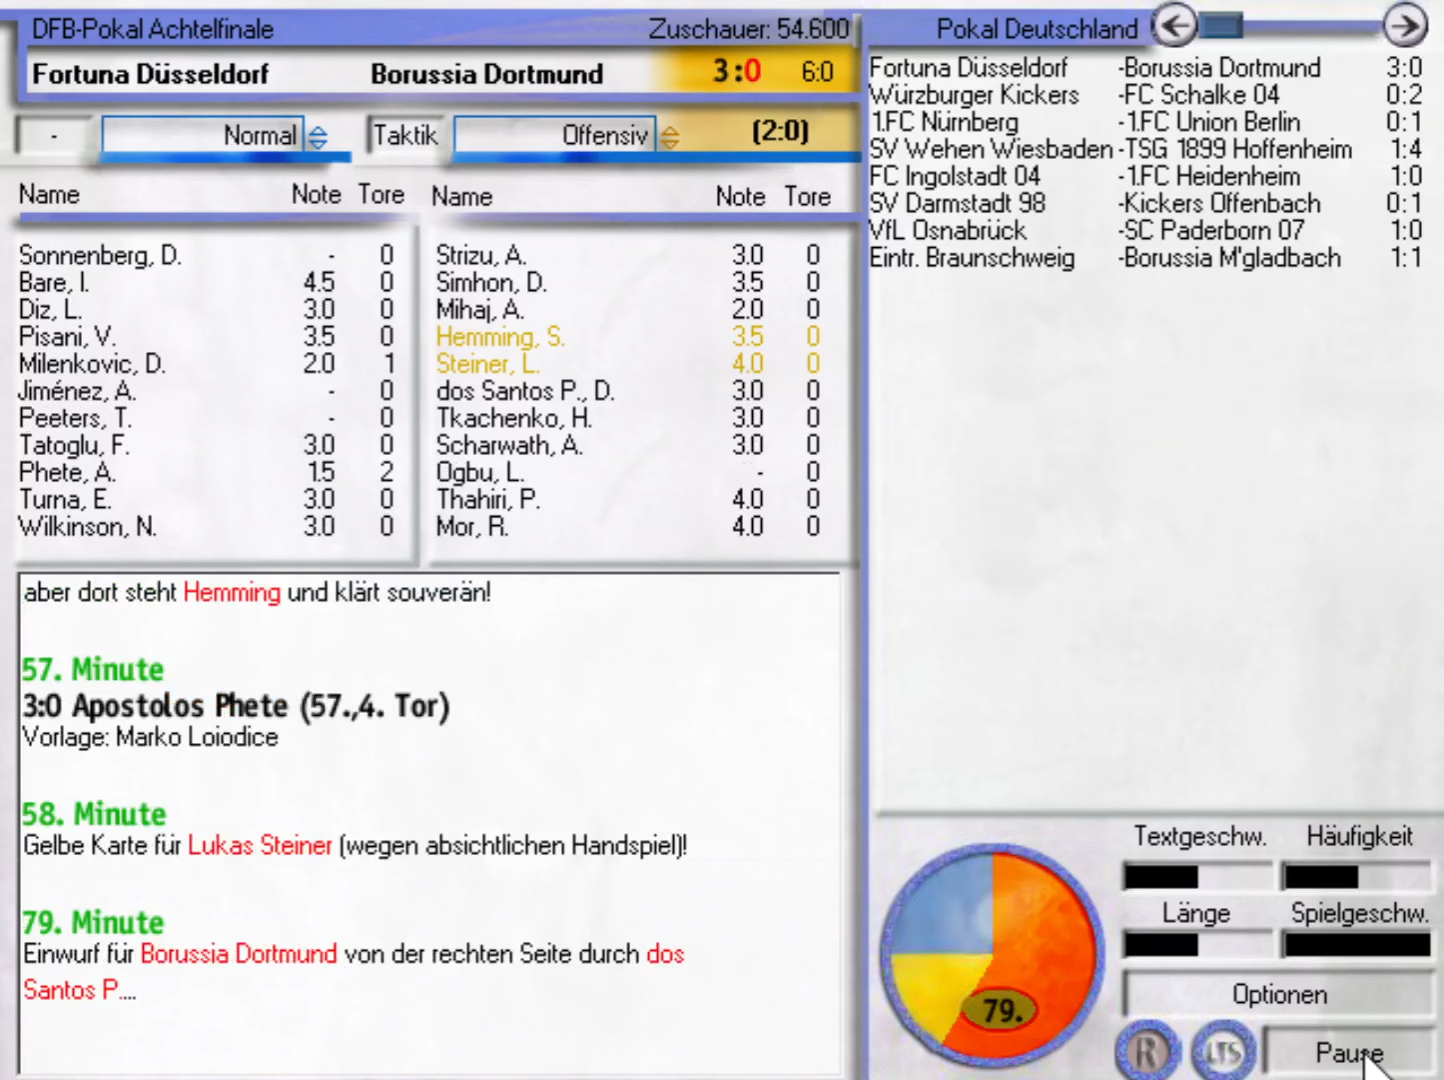 DFB-Pokal Achtelfinale Zuschauer: 54.600
Fortuna Düsseldorf Borussia Dortmund 3:0 6:0
- Normal Taktik Offensiv (2:0)
Name Note Tore Name Note Tore
Sonnenberg, D. - 0 Strizu, A. 3.0 0
Bare, I. 4.5 0 Simhon, D. 3.5 0
Diz, L. 3.0 0 Mihaj, A. 2.0 0
Pisani, V. 3.5 0 Hemming, S. 3.5 0
Milenkovic, D. 2.0 1 Steiner, L. 4.0 0
Jiménez, A. - 0 dos Santos P., D. 3.0 0
Peeters, T. - 0 Tkachenko, H. 3.0 0
Tatoglu, F. 3.0 0 Scharwath, A. 3.0 0
Phete, A. 1.5 2 Ogbu, L. - 0
Turna, E. 3.0 0 Thahiri, P. 4.0 0
Wilkinson, N. 3.0 0 Mor, R. 4.0 0
aber dort steht Hemming und klärt souverän!
57. Minute
3:0 Apostolos Phete (57.,4. Tor)
Vorlage: Marko Loiodice
58. Minute
Gelbe Karte für Lukas Steiner (wegen absichtlichen Handspiel)!
79. Minute
Einwurf für Borussia Dortmund von der rechten Seite durch dos
Santos P....
Pokal Deutschland
Fortuna Düsseldorf -Borussia Dortmund 3:0
Würzburger Kickers -FC Schalke 04 0:2
1.FC Nürnberg -1.FC Union Berlin 0:1
SV Wehen Wiesbaden -TSG 1899 Hoffenheim 1:4
FC Ingolstadt 04 -1.FC Heidenheim 1:0
SV Darmstadt 98 -Kickers Offenbach 0:1
VfL Osnabrück -SC Paderborn 07 1:0
Eintr. Braunschweig -Borussia M'gladbach 1:1
Textgeschw. Häufigkeit
Länge Spielgeschw.
79.
Optionen
R LTS Pause